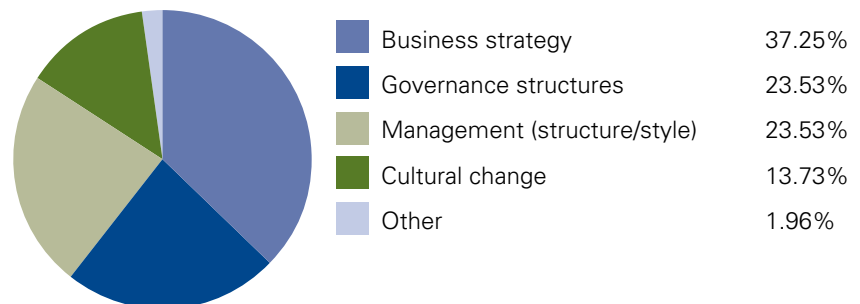 Business strategy 37.25%
Governance structures 23.53%
Management (structure/style) 23.53%
Cultural change 13.73%
Other 1.96%